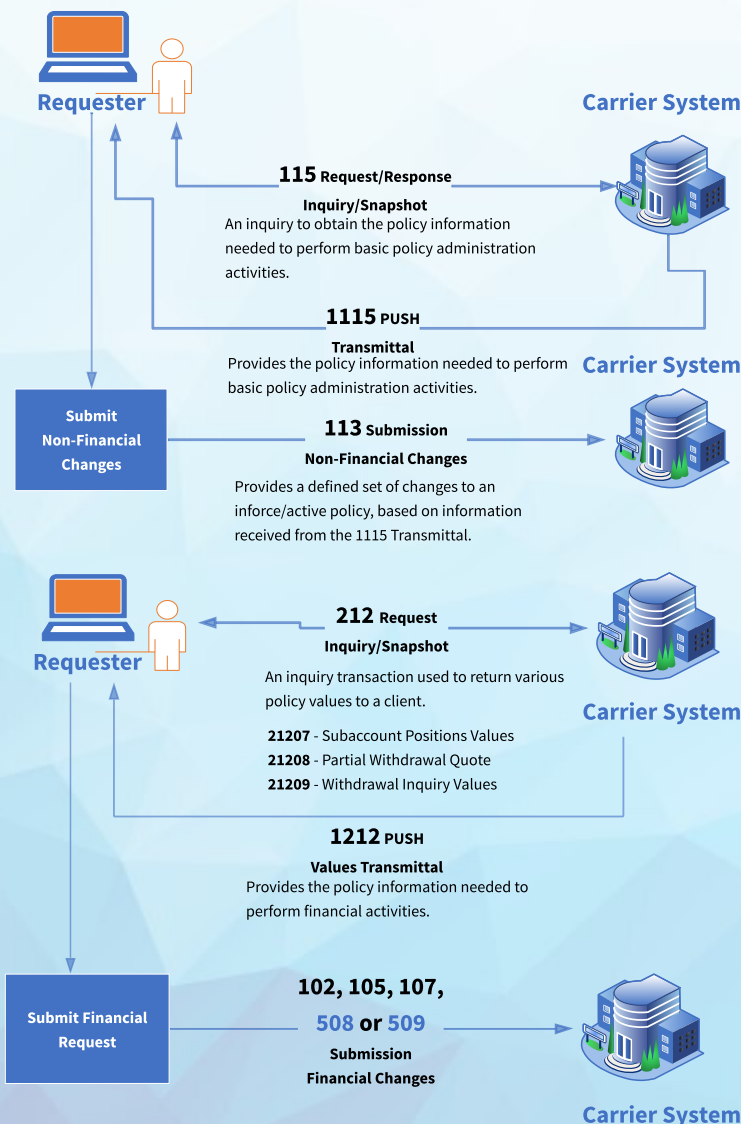 Requester
Carrier System
115 Request/Response
Inquiry/Snapshot
An inquiry to obtain the policy information
needed to perform basic policy administration
activities.
1115 PUSH
Transmittal
Provides the policy information needed to perform
basic policy administration activities.
Carrier System
Submit
Non-Financial
Changes
113 Submission
Non-Financial Changes
Provides a defined set of changes to an
inforce/active policy, based on information
received from the 1115 Transmittal.
Requester
212 Request
Inquiry/Snapshot
An inquiry transaction used to return various
policy values to a client.
21207 - Subaccount Positions Values
21208 - Partial Withdrawal Quote
21209 - Withdrawal Inquiry Values
Carrier System
1212 PUSH
Values Transmittal
Provides the policy information needed to
perform financial activities.
Submit Financial
Request
102, 105, 107,
508 or 509
Submission
Financial Changes
Carrier System